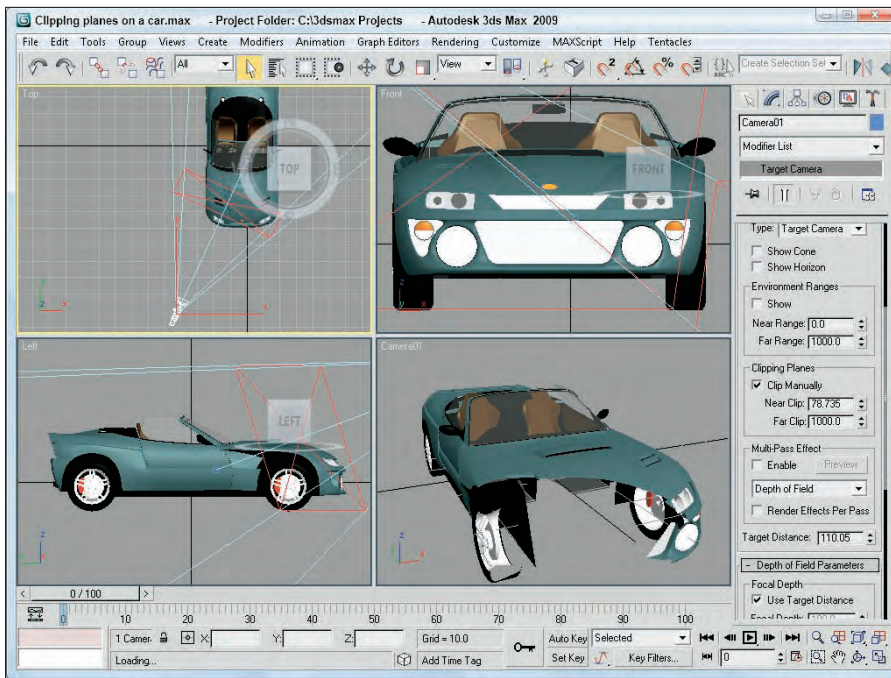 Clipping planes on a car.max - Project Folder: C:\3dsmax Projects - Autodesk 3ds Max 2009
File Edit Tools Group Views Create Modifiers Animation Graph Editors Rendering Customize MAXScript Help Tentacles
All View Create Selection Set
Top
TOP
y
x
z x
Front
FRONT
z
y x
Camera01
Modifier List
Target Camera
Type: Target Camera
Show Cone
Show Horizon
Environment Ranges
Show
Near Range: 0.0
Far Range: 1000.0
Clipping Planes
Clip Manually
Near Clip: 78.735
Far Clip: 1000.0
Multi-Pass Effect
Enable Preview
Depth of Field
Render Effects Per Pass
Target Distance: 110.05
- Depth of Field Parameters
Focal Depth
Use Target Distance
Focal Depth: 100.0
Left
LEFT
z
Camera01
z
x
< 0 / 100 >
0 10 20 30 40 50 60 70 80 90 100
1 Camer X: Y: Z: Grid = 10.0 Auto Key Selected
Loading... Add Time Tag Set Key Key Filters... 0